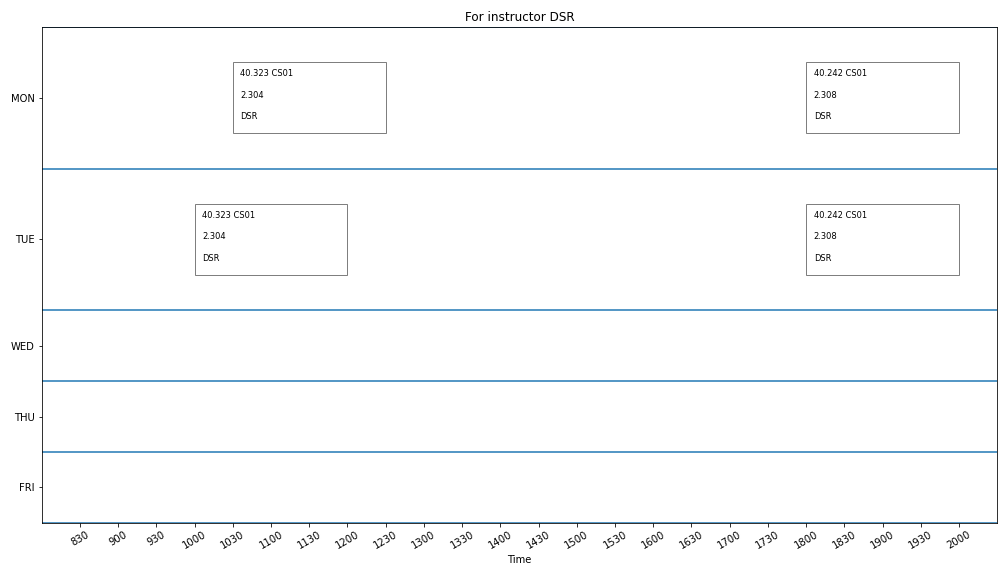 For instructor DSR
MON
40.323 CS01
2.304
DSR
40.242 CS01
2.308
DSR
TUE
40.323 CS01
2.304
DSR
40.242 CS01
2.308
DSR
WED
THU
FRI
830 900 930 1000 1030 1100 1130 1200 1230 1300 1330 1400 1430 1500 1530 1600 1630 1700 1730 1800 1830 1900 1930 2000
Time